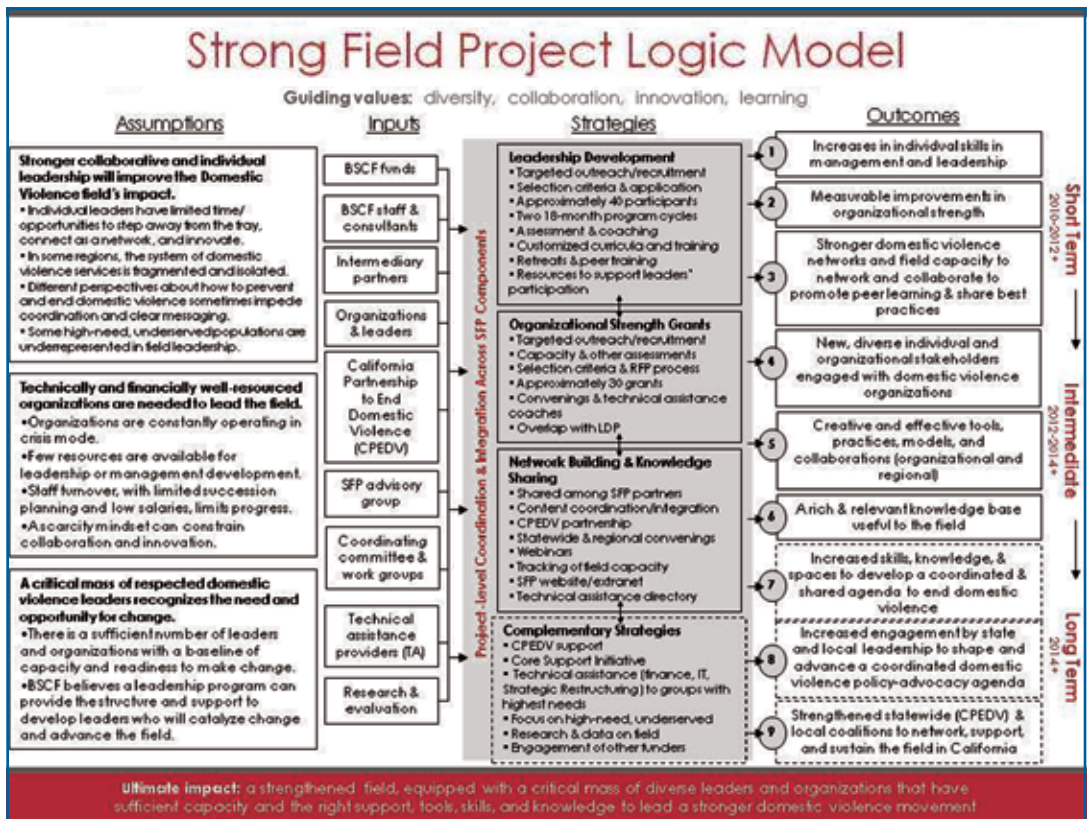 Strong Field Project Logic Model
Guiding values: diversity, collaboration, innovation, learning
Assumptions
Stronger collaborative and individual
leadership will improve the Domestic
Violence field's impact.
▪ Individual leaders have limited time/
opportunities to step away from the fray,
connect as a network, and innovate.
▪ In some regions, the system of domestic
violence services is fragmented and isolated.
▪ Different perspectives about how to prevent
and end domestic violence sometimes impede
coordination and clear messaging.
▪ Some high-need, underserved populations are
underrepresented in field leadership.
Technically and financially well-resourced
organizations are needed to lead the field.
•Organizations are constantly operating in
crisis mode.
•Few resources are available for
leadership or management development.
•Staff turnover, with limited succession
planning and low salaries, limits progress.
•A scarcity mindset can constrain
collaboration and innovation.
A critical mass of respected domestic
violence leaders recognizes the need and
opportunity for change.
•There is a sufficient number of leaders
and organizations with a baseline of
capacity and readiness to make change.
•BSCF believes a leadership program can
provide the structure and support to
develop leaders who will catalyze change
and advance the field.
Inputs
BSCF funds
BSCF staff &
consultants
Intermediary
partners
Organizations
& leaders
California
Partnership
to End
Domestic
Violence
(CPEDV)
SFP advisory
group
Coordinating
committee &
work groups
Technical
assistance
providers (TA)
Research &
evaluation
Project-Level Coordination & Integration Across SFP Components
Strategies
Leadership Development
▪ Targeted outreach/recruitment
▪ Selection criteria & application
▪ Approximately 40 participants
▪ Two 18-month program cycles
▪ Assessment & coaching
▪ Customized curricula and training
▪ Retreats & peer training
▪ Resources to support leaders"
participation
Organizational Strength Grants
▪ Targeted outreach/recruitment
▪ Capacity & other assessments
▪ Selection criteria & RFP process
▪ Approximately 30 grants
▪ Convenings & technical assistance
coaches
▪ Overlap with LDP
Network Building & Knowledge
Sharing
▪ Shared among SFP partners
▪ Content coordination/integration
▪ CPEDV partnership
▪ Statewide & regional convenings
▪ Webinars
▪ Tracking of field capacity
▪ SFP website/extranet
▪ Technical assistance directory
Complementary Strategies
▪ CPEDV support
▪ Core Support Initiative
▪ Technical assistance (finance, IT,
Strategic Restructuring) to groups with
highest needs
▪ Focus on high-need, underserved
▪ Research & data on field
▪ Engagement of other funders
Outcomes
1
Increases in individual skills in
management and leadership
2
Measurable improvements in
organizational strength
3
Stronger domestic violence
networks and field capacity to
network and collaborate to
promote peer learning & share best
practices
4
New, diverse individual and
organizational stakeholders
engaged with domestic violence
organizations
5
Creative and effective tools,
practices, models, and
collaborations (organizational and
regional)
6
A rich & relevant knowledge base
useful to the field
7
Increased skills, knowledge, &
spaces to develop a coordinated &
shared agenda to end domestic
violence
8
Increased engagement by state
and local leadership to shape and
advance a coordinated domestic
violence policy-advocacy agenda
9
Strengthened statewide (CPEDV) &
local coalitions to network, support,
and sustain the field in California
Short Term
2010-2012+
Intermediate
2012-2014+
Long Term
2014+
Ultimate impact: a strengthened field, equipped with a critical mass of diverse leaders and organizations that have
sufficient capacity and the right support, tools, skills, and knowledge to lead a stronger domestic violence movement